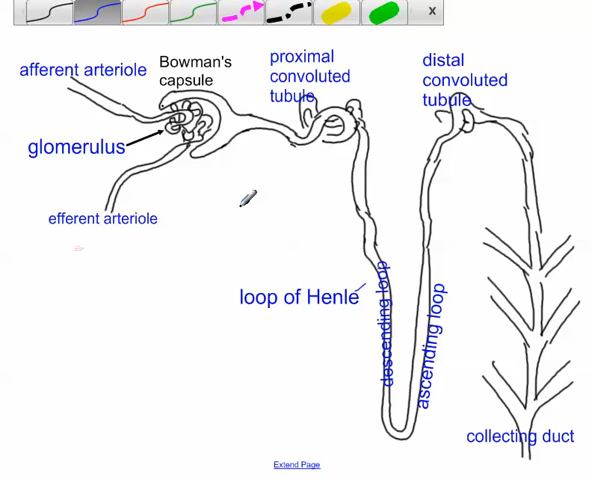 X
afferent arteriole
Bowman's
capsule
proximal
convoluted
tubule
distal
convoluted
tubule
glomerulus
efferent arteriole
loop of Henle
descending loop
ascending loop
collecting duct
Extend Page